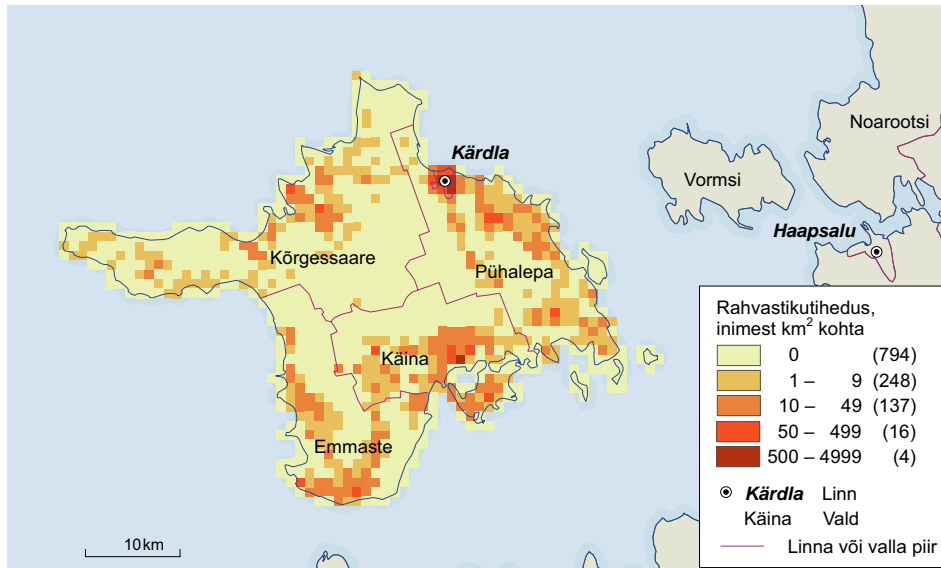 Noarootsi
Kärdla
Vormsi
Haapsalu
Kõrgessaare
Pühalepa
Käina
Emmaste
10 km
Rahvastikutihedus,
inimest km² kohta
0 (794)
1 – 9 (248)
10 – 49 (137)
50 – 499 (16)
500 – 4999 (4)
Kärdla Linn
Käina Vald
Linna või valla piir